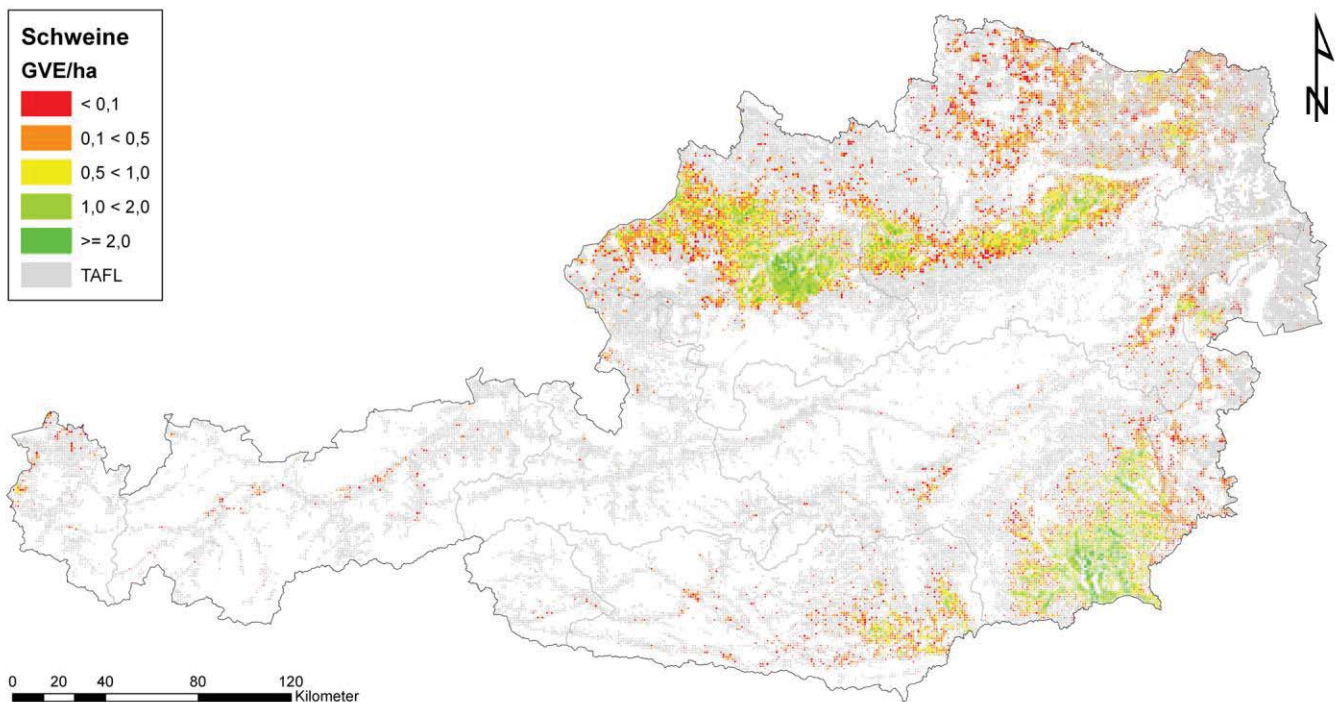 Schweine
GVE/ha
< 0,1
0,1 < 0,5
0,5 < 1,0
1,0 < 2,0
>= 2,0
TAFL
N
0 20 40 80 120
Kilometer